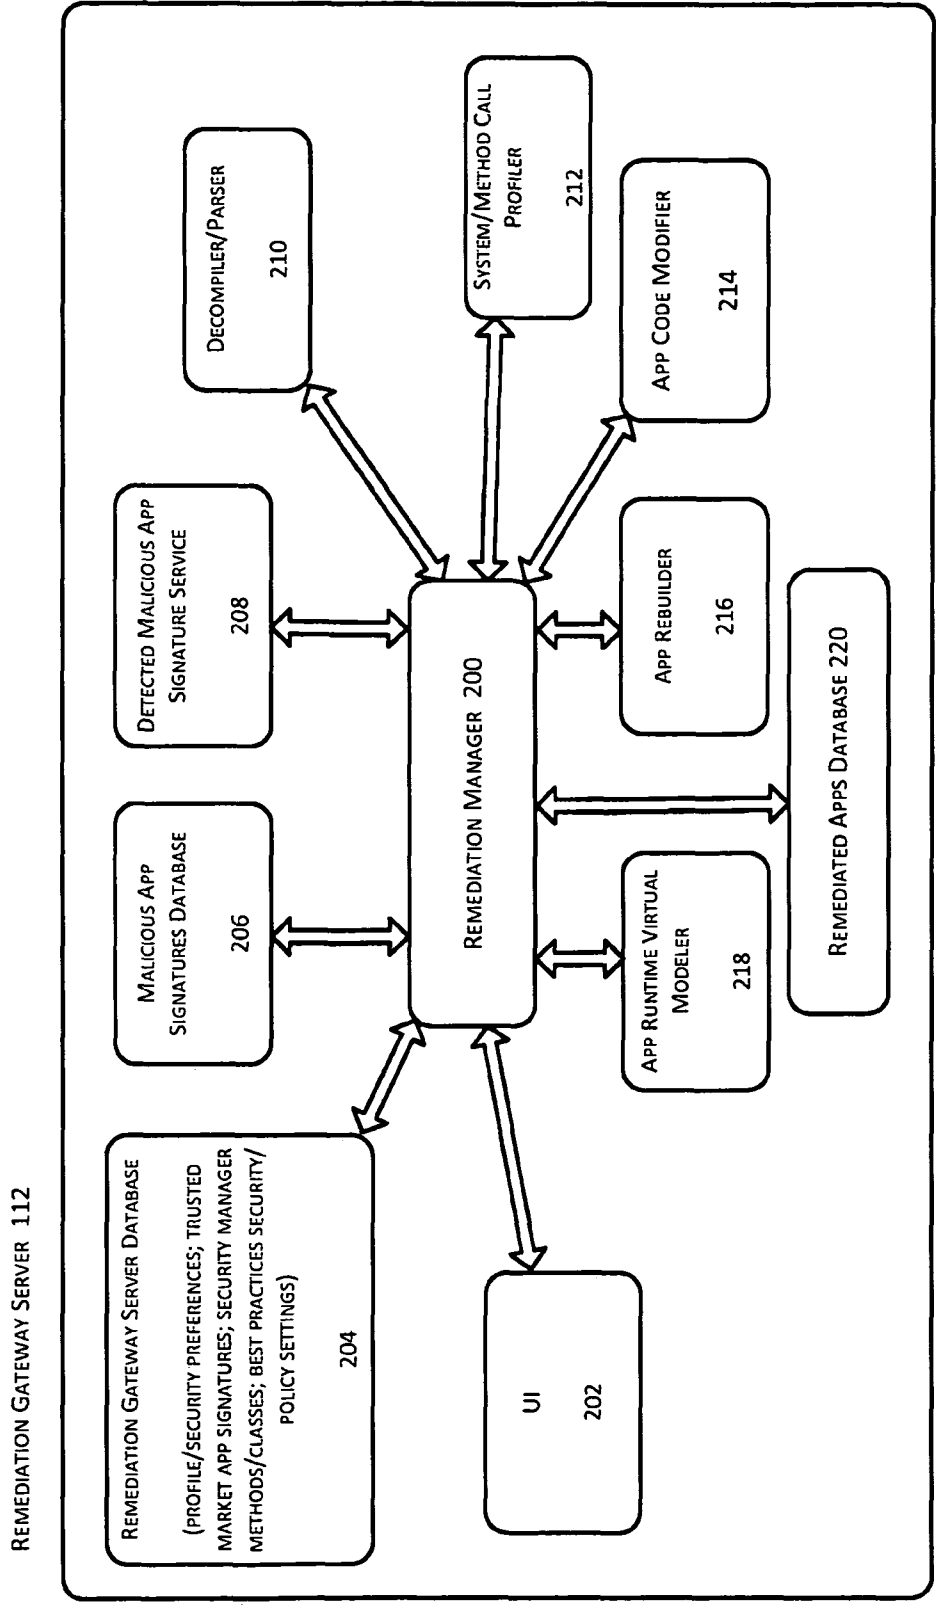 REMEDIATION GATEWAY SERVER 112
REMEDIATION GATEWAY SERVER DATABASE
(PROFILE/SECURITY PREFERENCES; TRUSTED
MARKET APP SIGNATURES; SECURITY MANAGER
METHODS/CLASSES; BEST PRACTICES SECURITY/
POLICY SETTINGS)
204
MALICIOUS APP
SIGNATURES DATABASE
206
DETECTED MALICIOUS APP
SIGNATURE SERVICE
208
DECOMPILER/PARSER
210
UI
202
REMEDIATION MANAGER 200
SYSTEM/METHOD CALL
PROFILER
212
APP RUNTIME VIRTUAL
MODELER
218
APP REBUILDER
216
APP CODE MODIFIER
214
REMEDIATED APPS DATABASE 220